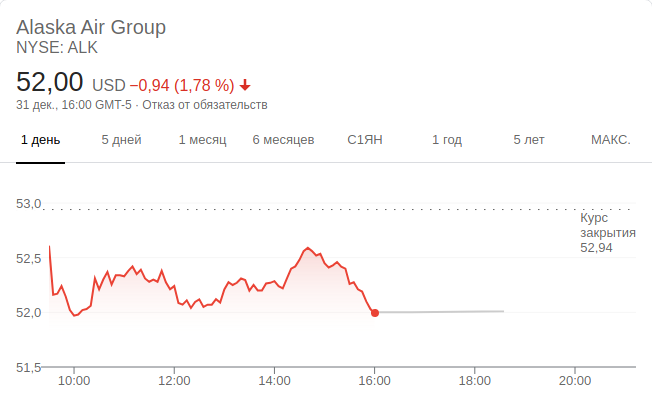 Alaska Air Group
NYSE: ALK
52,00 USD −0,94 (1,78 %)
31 дек., 16:00 GMT-5 · Отказ от обязательств
1 день 5 дней 1 месяц 6 месяцев С1ЯН 1 год 5 лет МАКС.
53,0
Курс
закрытия
52,94
52,5
52,0
51,5
10:00 12:00 14:00 16:00 18:00 20:00